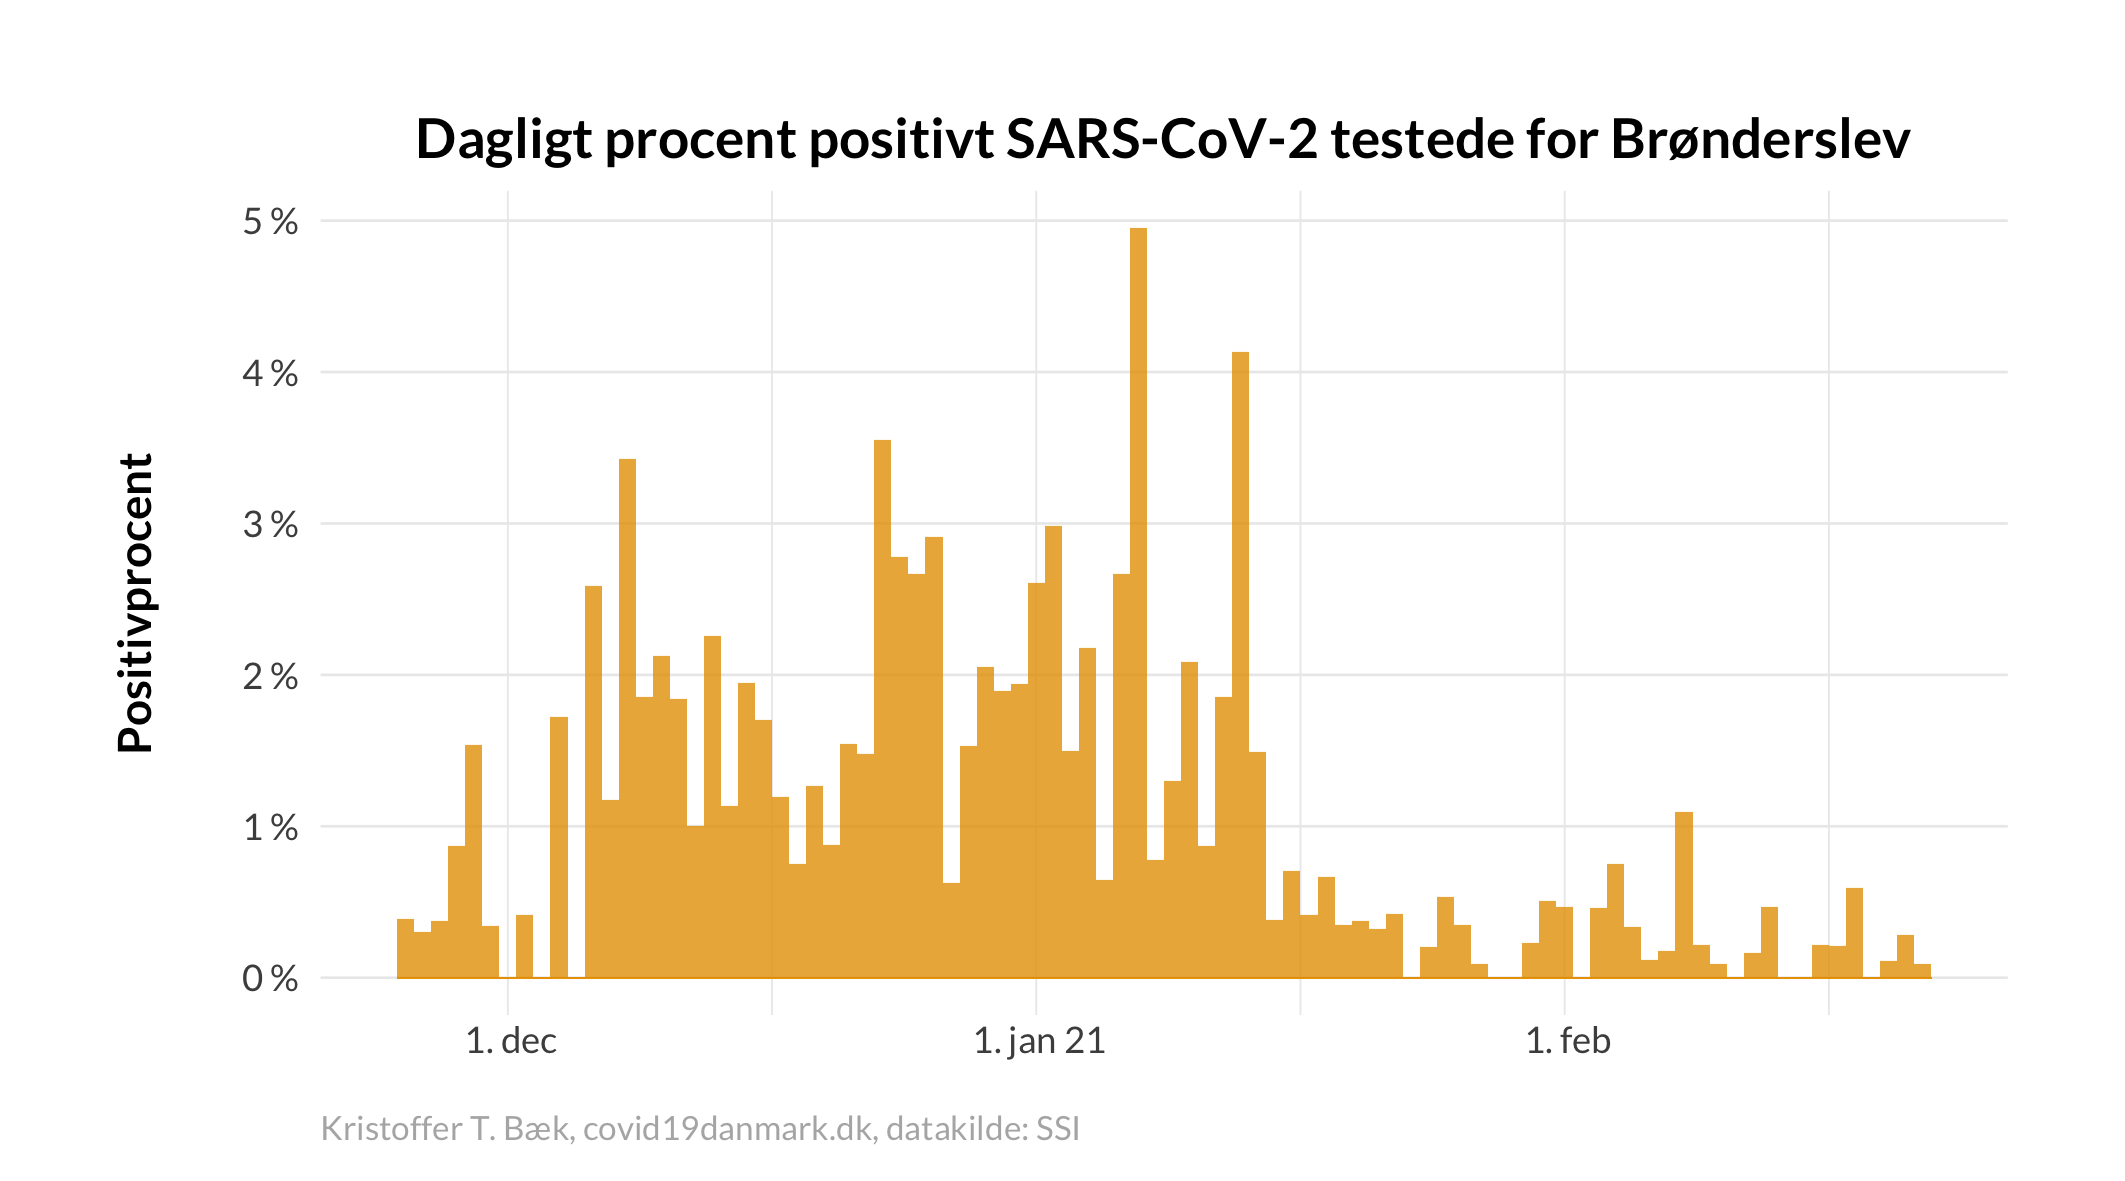 Dagligt procent positivt SARS-CoV-2 testede for Brønderslev
Positivprocent
5 %
4 %
3 %
2 %
1 %
0 %
1. dec
1. jan 21
1. feb
Kristoffer T. Bæk, covid19danmark.dk, datakilde: SSI